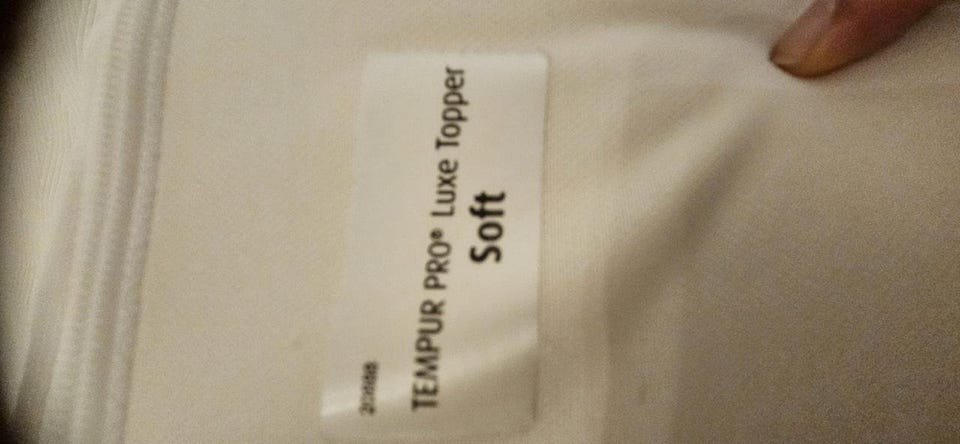 TEMPUR PRO® Luxe Topper
Soft